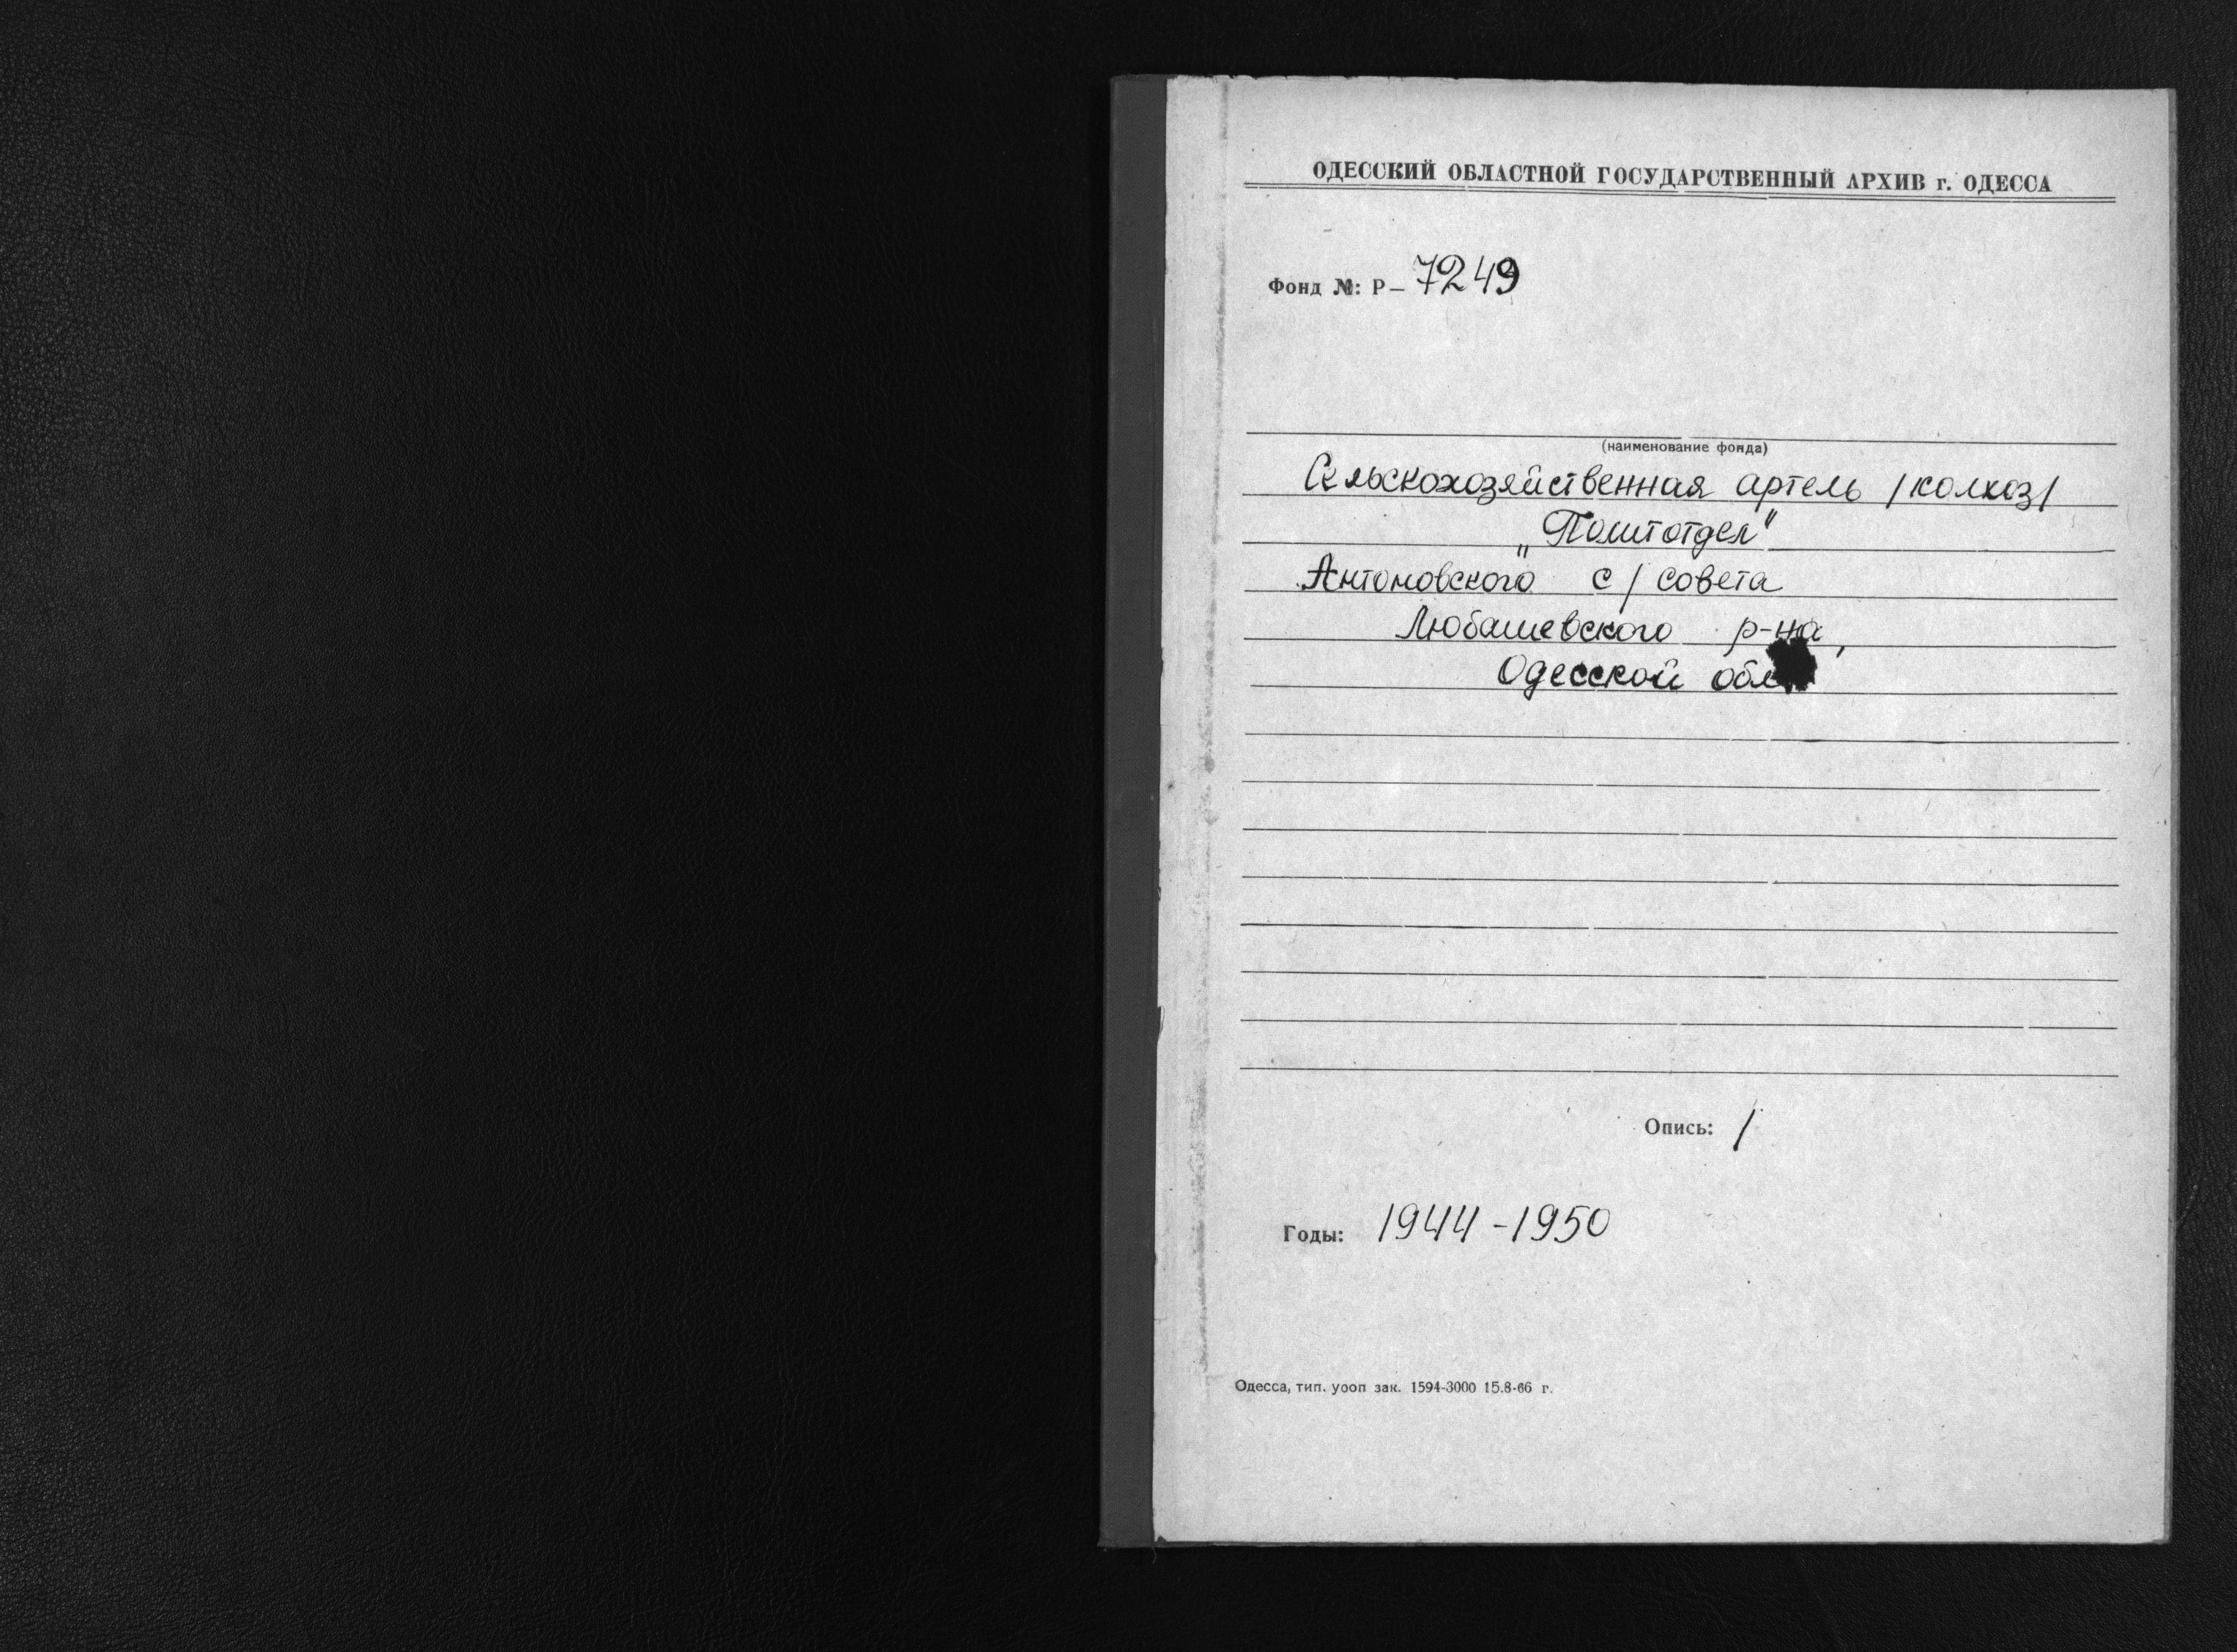 ОДЕССКИЙ ОБЛАСТНОЙ ГОСУДАРСТВЕННЫЙ АРХИВ г. ОДЕССА
Фонд №: Р– 7249
(наименование фонда)
Сельскохозяйственная артель /колхоз/
„Политотдел"
Антоновского с/совета
Любашевского р-на,
Одесской обл
Опись: 1
Годы: 1944-1950
Одесса, тип. уооп зак. 1594-3000 15.8-66 г.